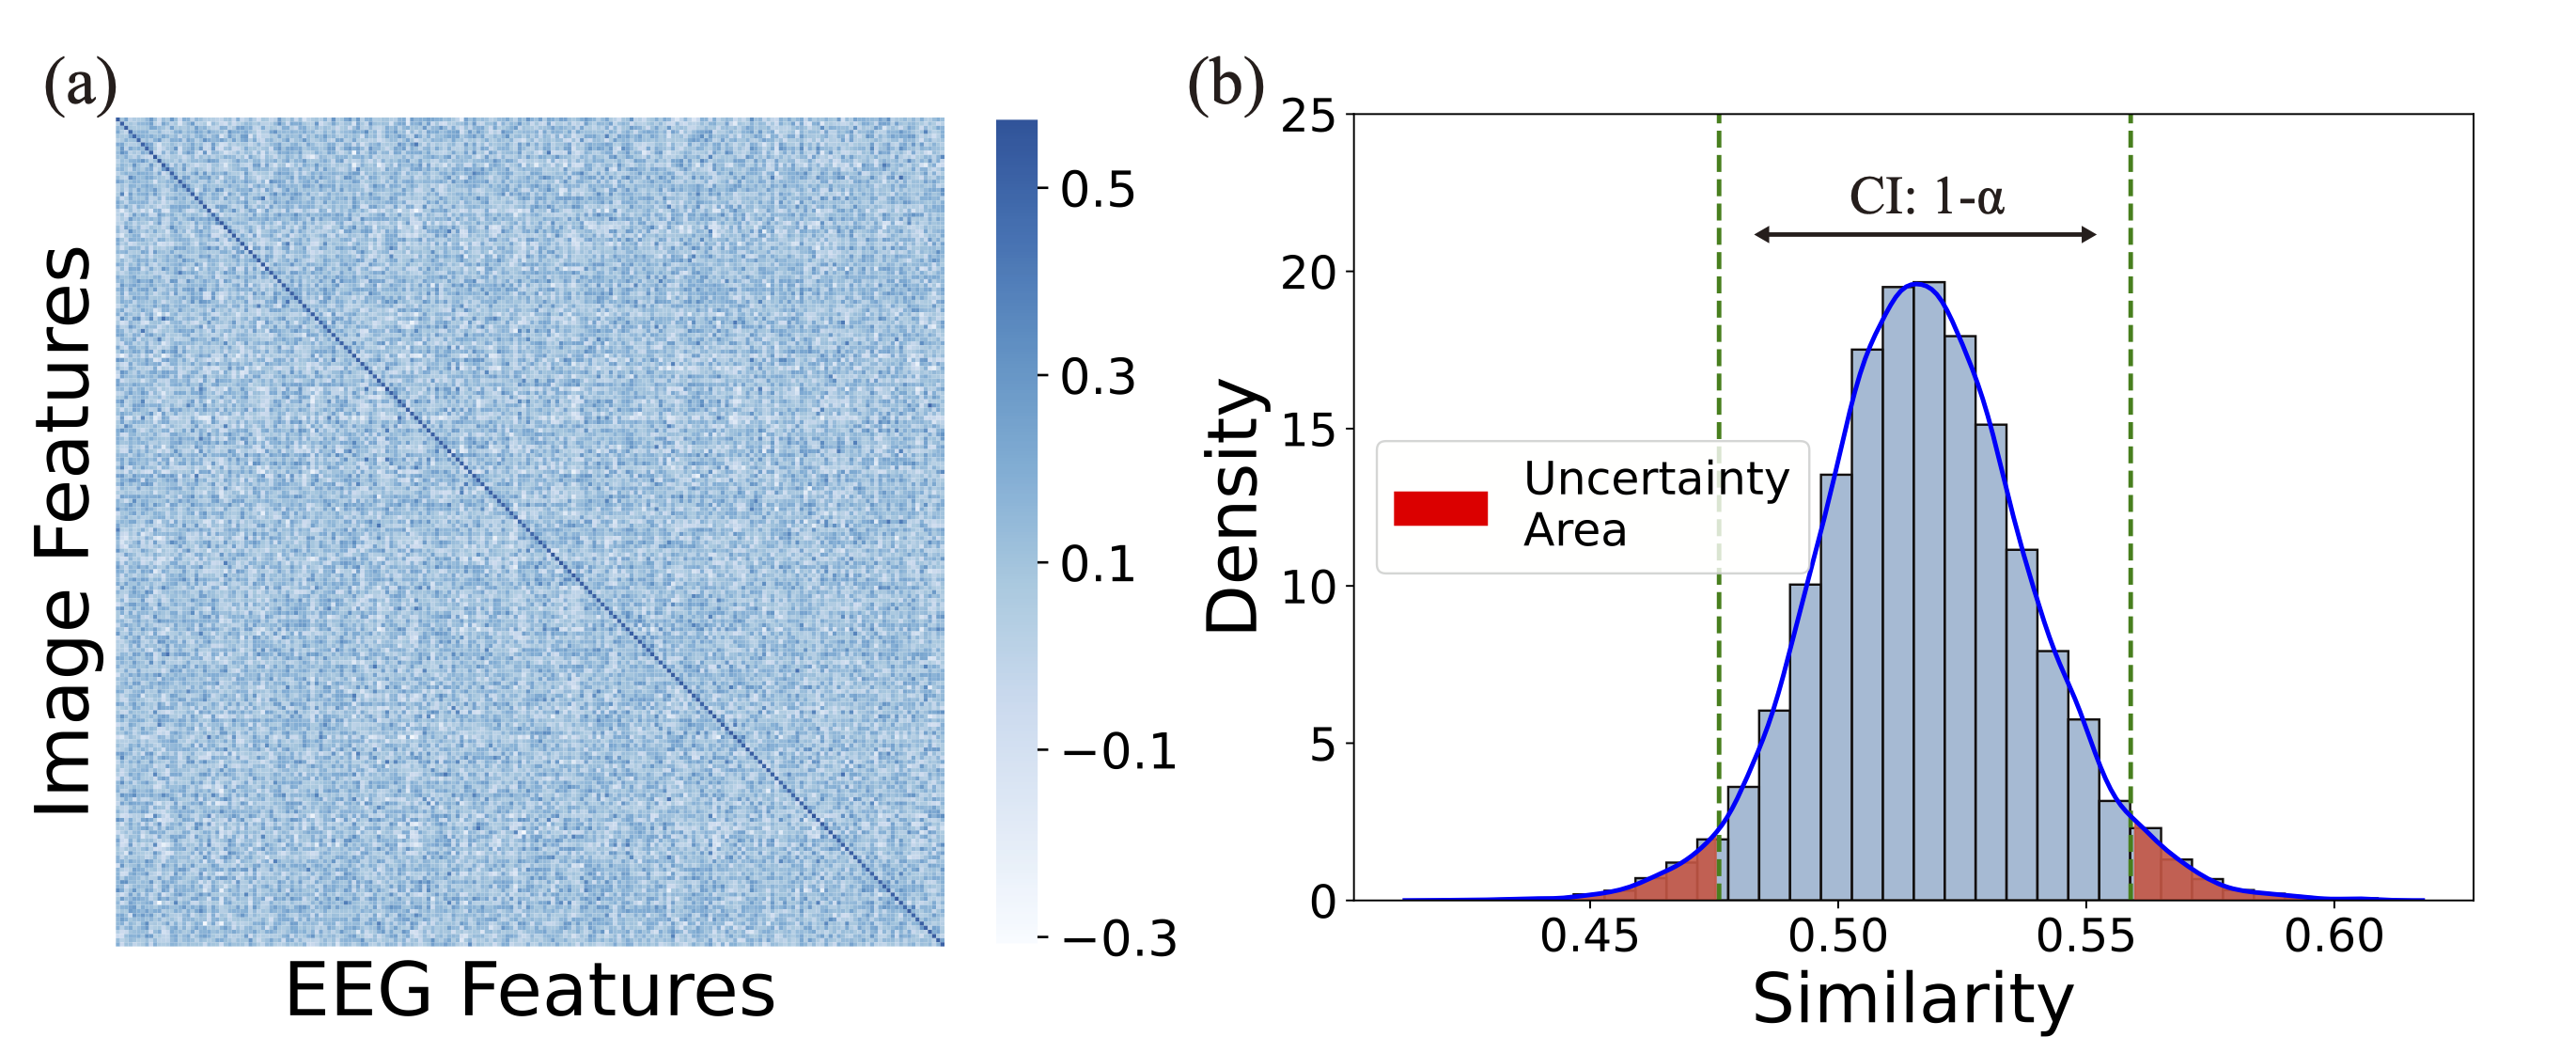 (a)
Image Features
EEG Features
0.5
0.3
0.1
−0.1
−0.3
(b)
Density
25
20
15
10
5
0
CI: 1-α
Uncertainty
Area
0.45
0.50
0.55
0.60
Similarity